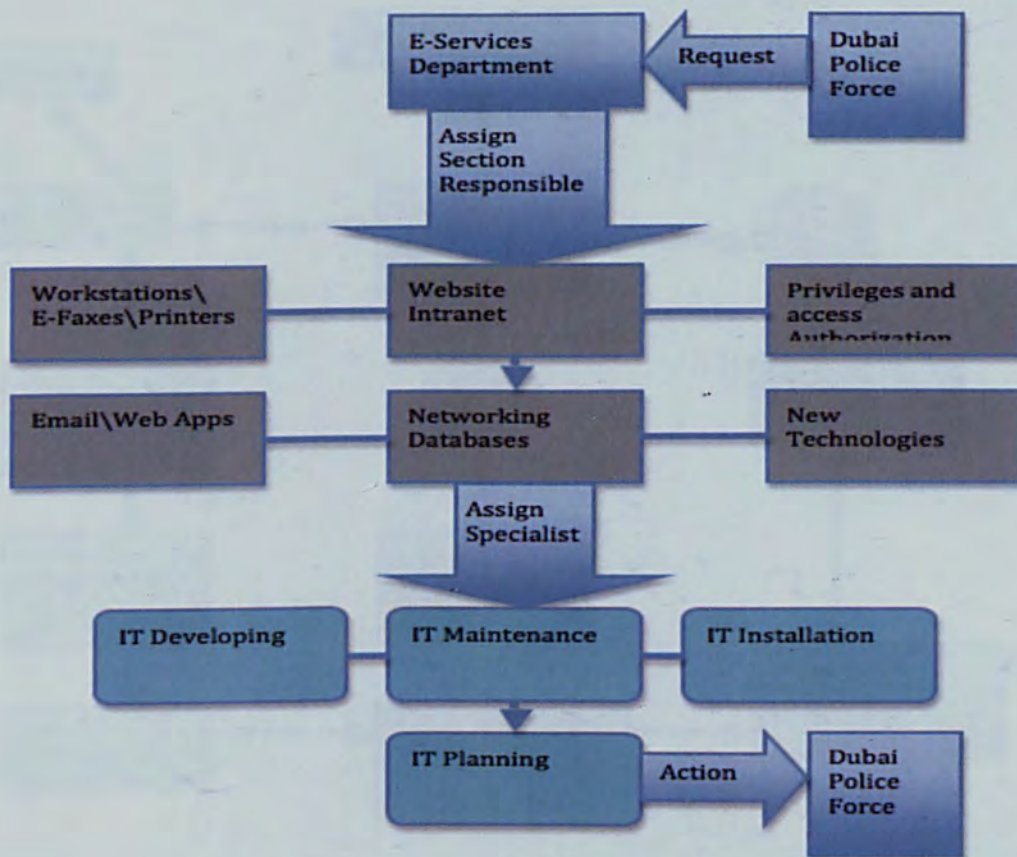 E-Services
Department
Request
Dubai
Police
Force
Assign
Section
Responsible
Workstations\
E-Faxes\Printers
Website
Intranet
Privileges and
access
Authorization
Email\Web Apps
Networking
Databases
New
Technologies
Assign
Specialist
IT Developing
IT Maintenance
IT Installation
IT Planning
Action
Dubai
Police
Force